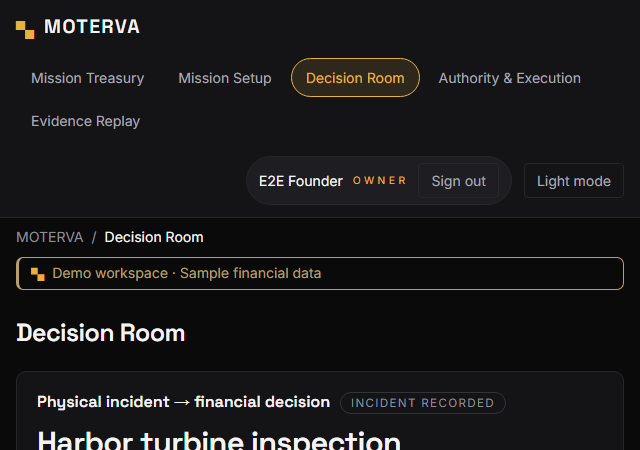 MOTERVA
Mission Treasury Mission Setup Decision Room Authority & Execution
Evidence Replay
E2E Founder OWNER Sign out Light mode
MOTERVA / Decision Room
Demo workspace · Sample financial data
Decision Room
Physical incident → financial decision INCIDENT RECORDED
Harbor turbine inspection